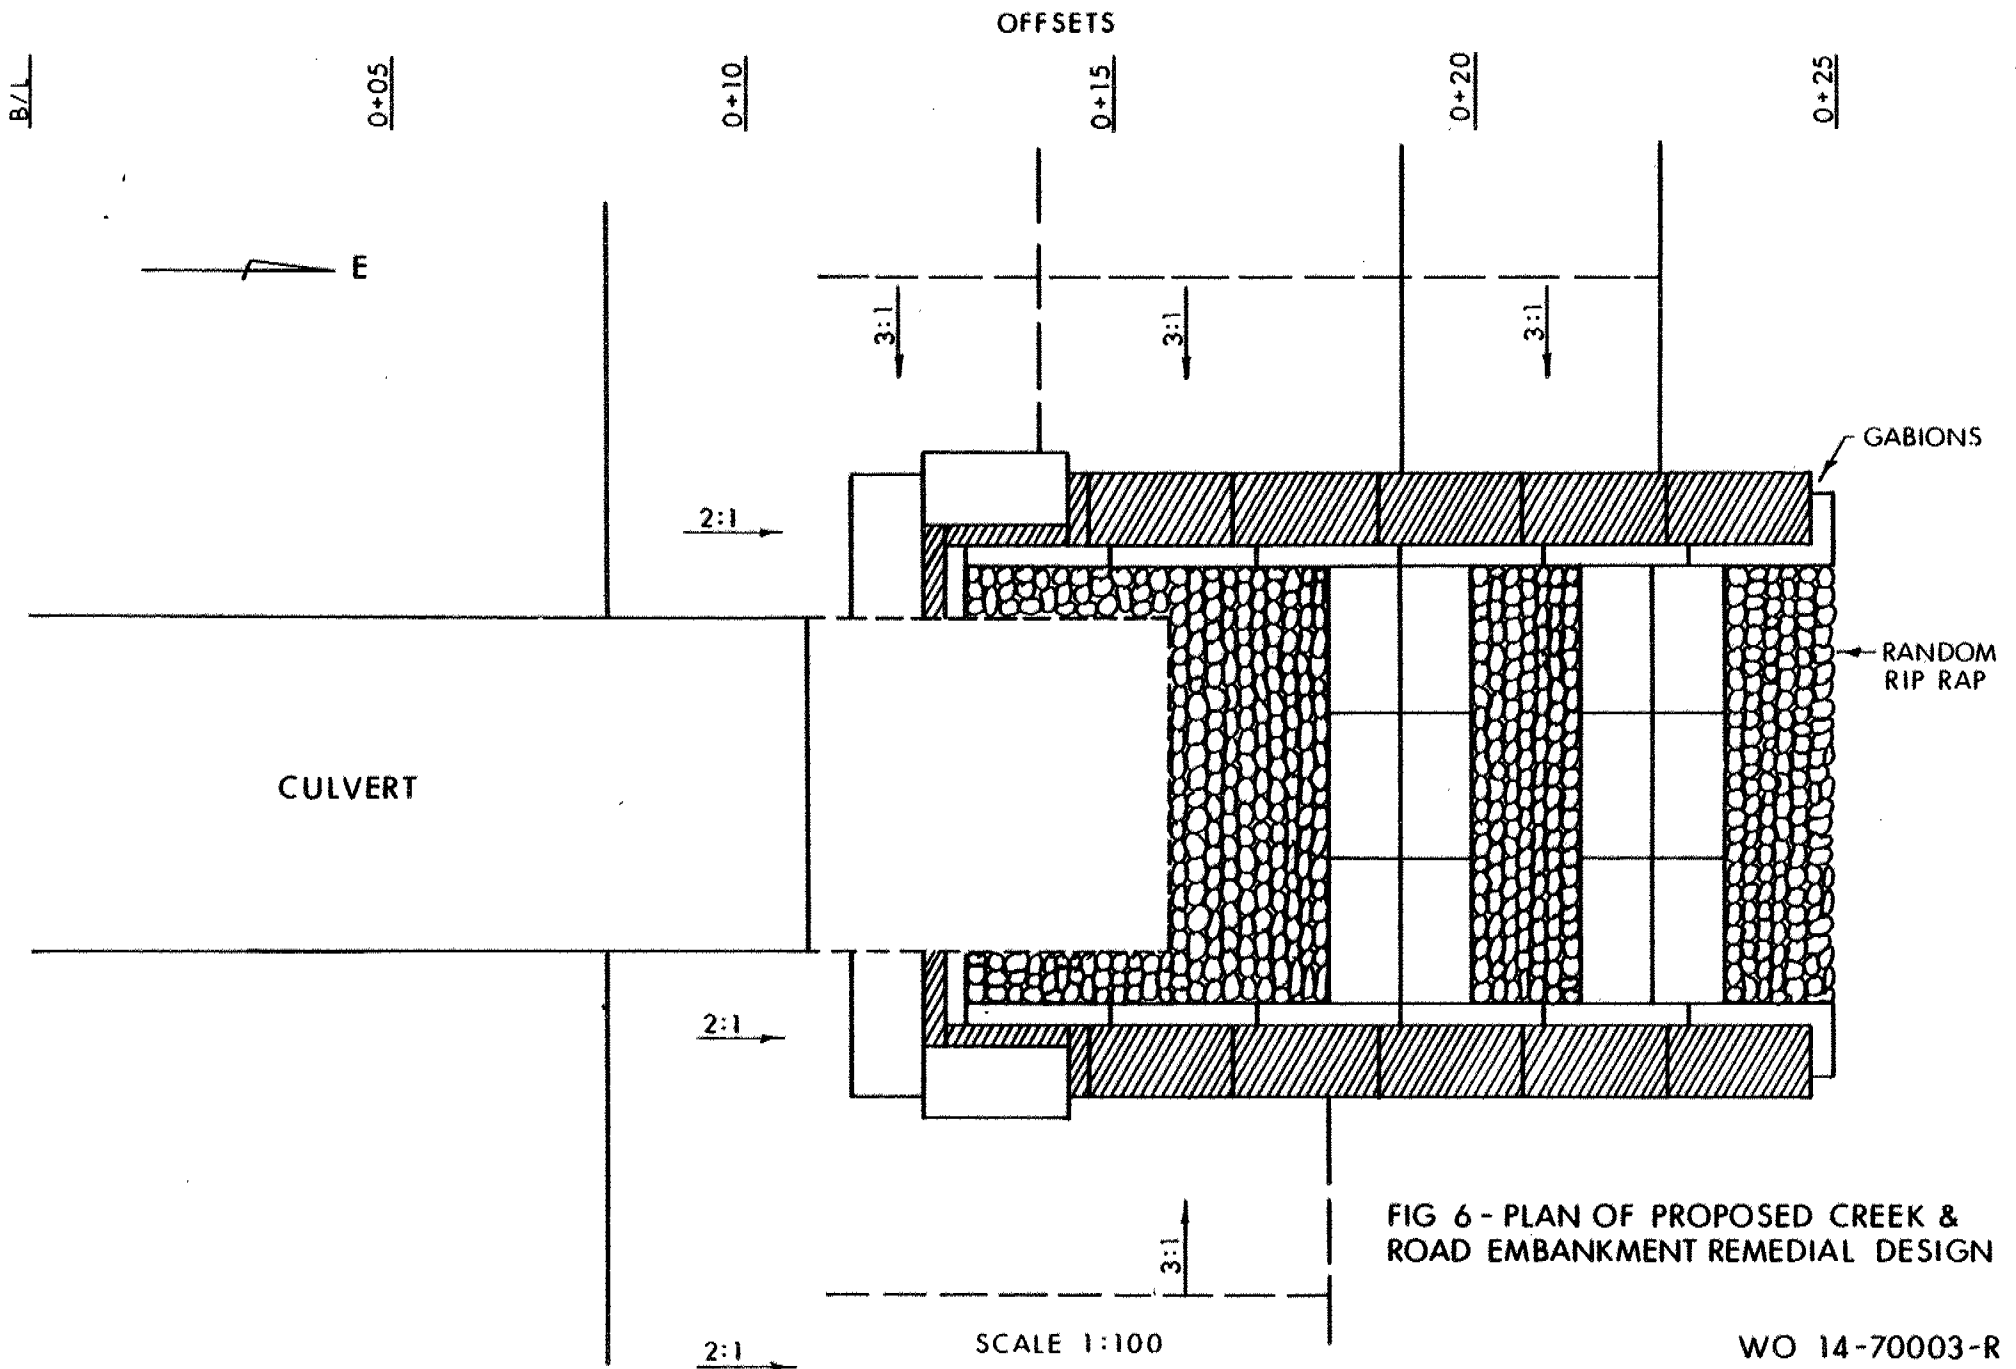 OFFSETS
B/L
0+05
0+10
0+15
0+20
0+25
E
3:1
3:1
3:1
GABIONS
2:1
RANDOM
RIP RAP
CULVERT
2:1
3:1
FIG 6 - PLAN OF PROPOSED CREEK &
ROAD EMBANKMENT REMEDIAL DESIGN
2:1
SCALE 1:100
WO 14-70003-R